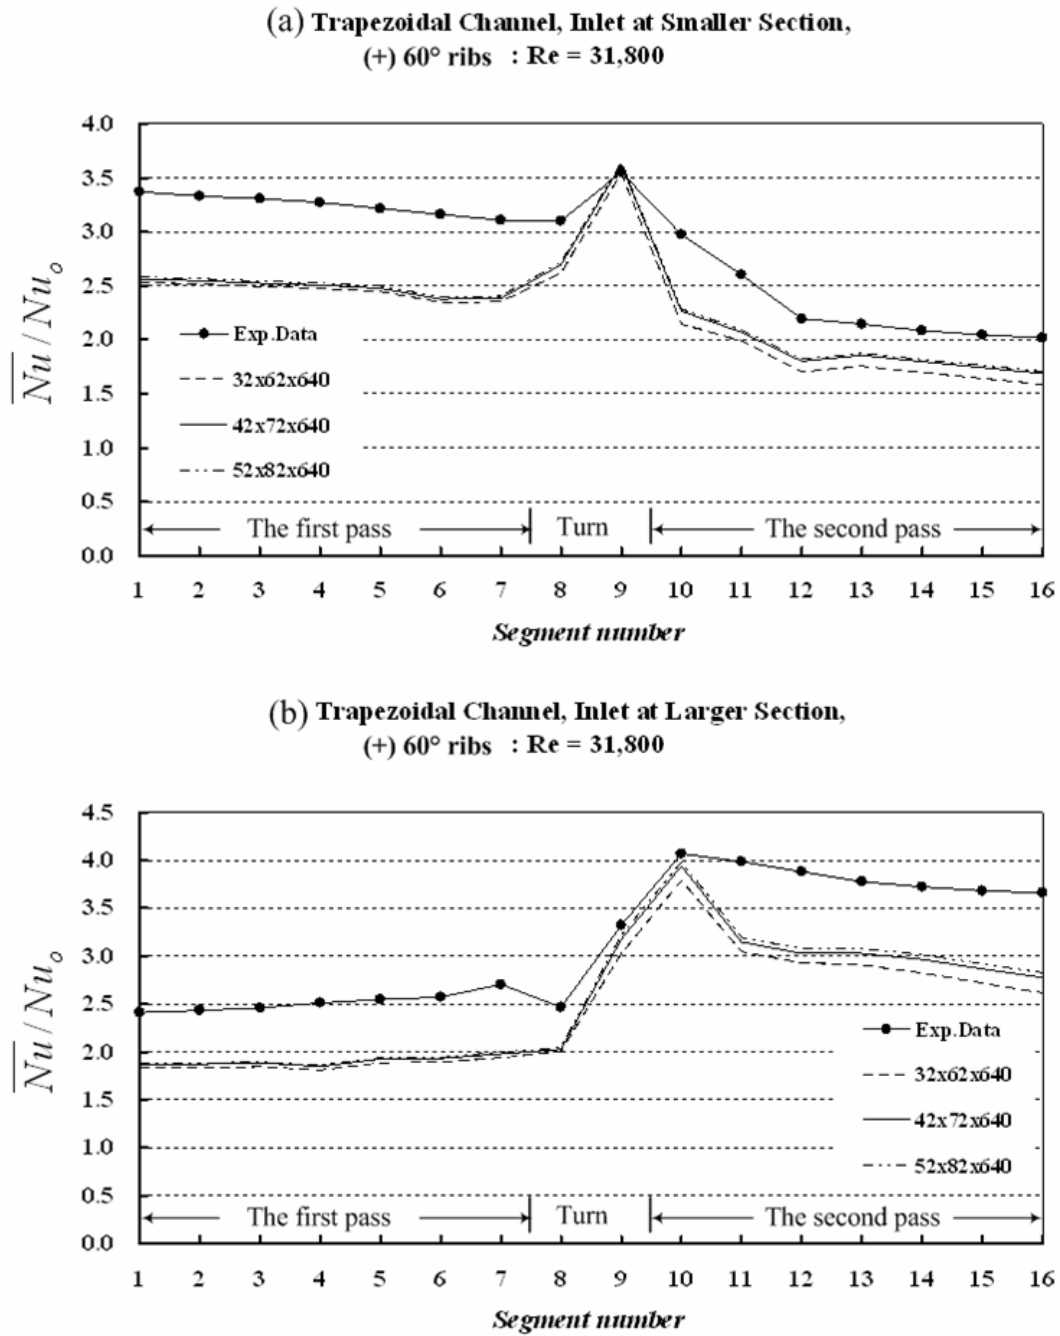 (a) Trapezoidal Channel, Inlet at Smaller Section,
(+) 60° ribs : Re = 31,800
4.0
3.5
3.0
2.5
2.0
1.5
1.0
0.5
0.0
Nu / Nuo
Exp.Data
32x62x640
42x72x640
52x82x640
The first pass
Turn
The second pass
1 2 3 4 5 6 7 8 9 10 11 12 13 14 15 16
Segment number
(b) Trapezoidal Channel, Inlet at Larger Section,
(+) 60° ribs : Re = 31,800
4.5
4.0
3.5
3.0
2.5
2.0
1.5
1.0
0.5
0.0
Nu / Nuo
Exp.Data
32x62x640
42x72x640
52x82x640
The first pass
Turn
The second pass
1 2 3 4 5 6 7 8 9 10 11 12 13 14 15 16
Segment number